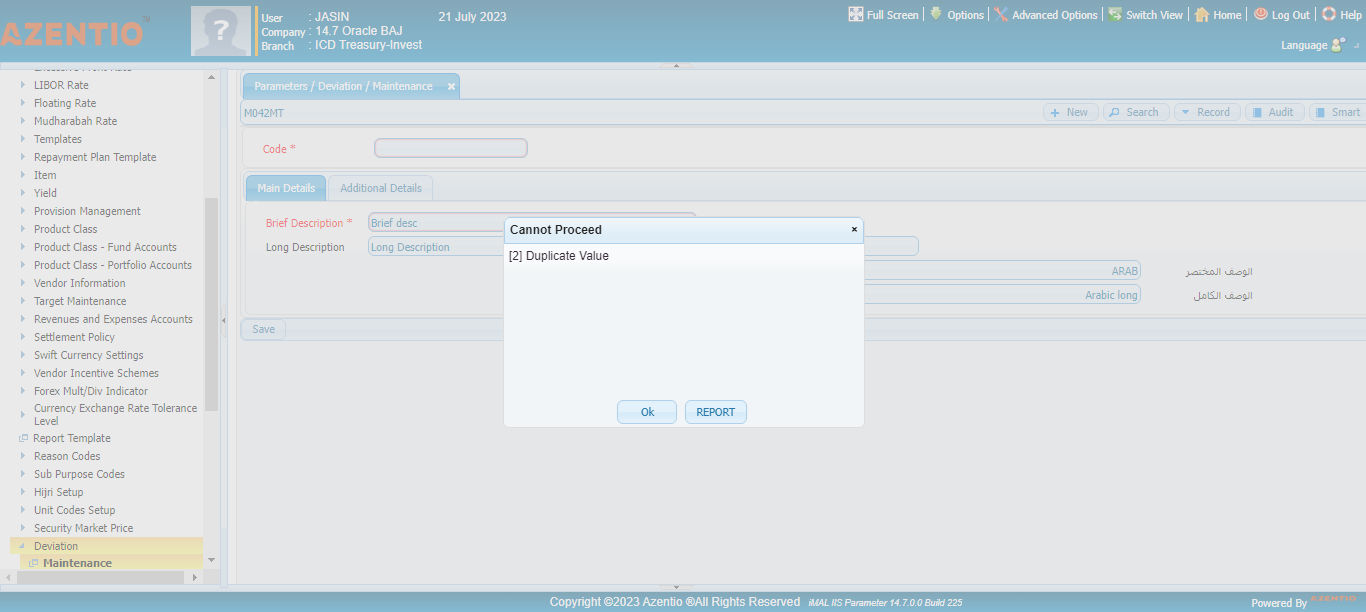 AZENTIO™
User : JASIN 21 July 2023
Company : 14.7 Oracle BAJ
Branch : ICD Treasury-Invest
Full Screen Options Advanced Options Switch View Home Log Out Help
Language
LIBOR Rate
Floating Rate
Mudharabah Rate
Templates
Repayment Plan Template
Item
Yield
Provision Management
Product Class
Product Class - Fund Accounts
Product Class - Portfolio Accounts
Vendor Information
Target Maintenance
Revenues and Expenses Accounts
Settlement Policy
Swift Currency Settings
Vendor Incentive Schemes
Forex Mult/Div Indicator
Currency Exchange Rate Tolerance
Level
Report Template
Reason Codes
Sub Purpose Codes
Hijri Setup
Unit Codes Setup
Security Market Price
Deviation
Maintenance
Parameters / Deviation / Maintenance ×
M042MT
New Search Record Audit Smart
Code *
Main Details Additional Details
Brief Description * Brief desc
Long Description Long Description
ARAB الوصف المختصر
Arabic long الوصف الكامل
Save
Cannot Proceed ×
[2] Duplicate Value
Ok REPORT
Copyright ©2023 Azentio ®All Rights Reserved iMAL IIS Parameter 14.7.0.0 Build 225
Powered By AZENTIO